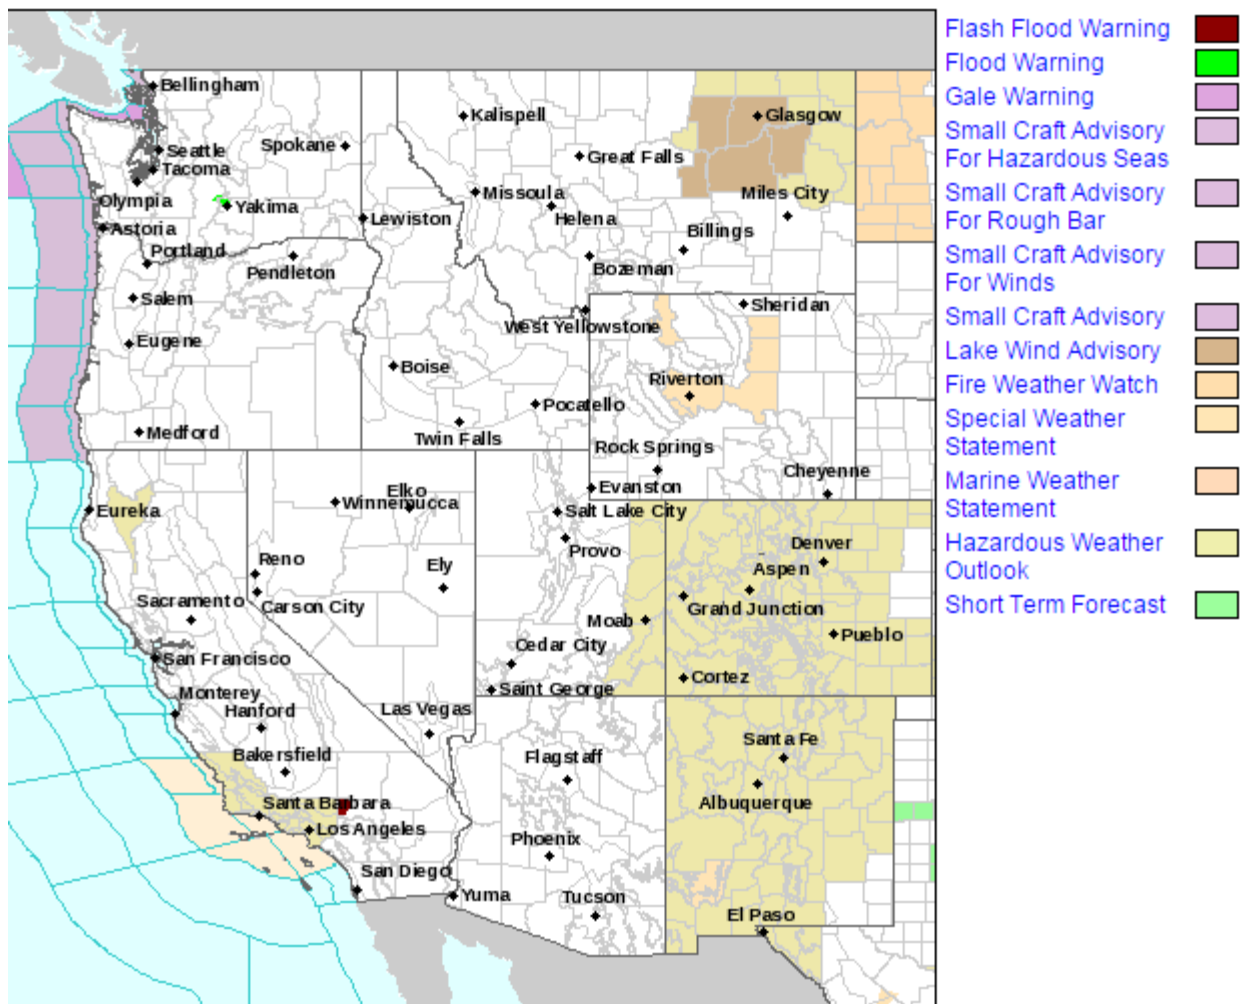 Flash Flood Warning
Flood Warning
Gale Warning
Small Craft Advisory
For Hazardous Seas
Small Craft Advisory
For Rough Bar
Small Craft Advisory
For Winds
Small Craft Advisory
Lake Wind Advisory
Fire Weather Watch
Special Weather
Statement
Marine Weather
Statement
Hazardous Weather
Outlook
Short Term Forecast
Bellingham
Kalispell
Glasgow
Seattle
Spokane
Great Falls
Tacoma
Missoula
Miles City
Olympia
Yakima
Helena
Lewiston
Astoria
Billings
Portland
Pendleton
Bozeman
Salem
Sheridan
West Yellowstone
Eugene
Boise
Riverton
Pocatello
Medford
Twin Falls
Rock Springs
Cheyenne
Evanston
Elko
Winnemucca
Eureka
Salt Lake City
Denver
Provo
Reno
Ely
Aspen
Sacramento
Carson City
Grand Junction
Moab
Pueblo
Cedar City
San Francisco
Cortez
Saint George
Monterey
Hanford
Las Vegas
Santa Fe
Bakersfield
Flagstaff
Santa Barbara
Albuquerque
Los Angeles
Phoenix
San Diego
Yuma
Tucson
El Paso